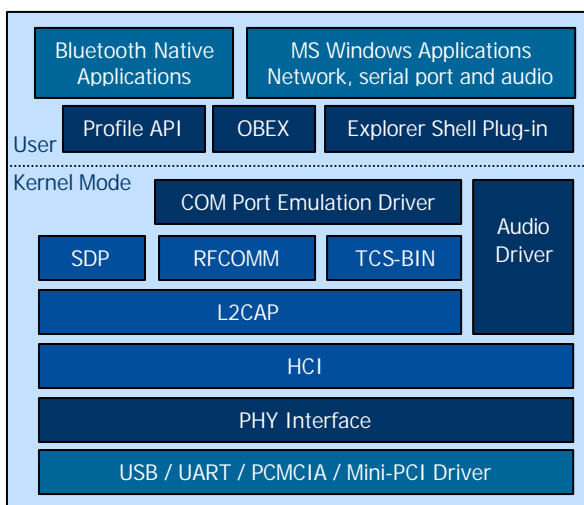 Bluetooth Native
Applications
MS Windows Applications
Network, serial port and audio
Profile API
OBEX
Explorer Shell Plug-in
User
Kernel Mode
COM Port Emulation Driver
Audio
Driver
SDP
RFCOMM
TCS-BIN
L2CAP
HCI
PHY Interface
USB / UART / PCMCIA / Mini-PCI Driver